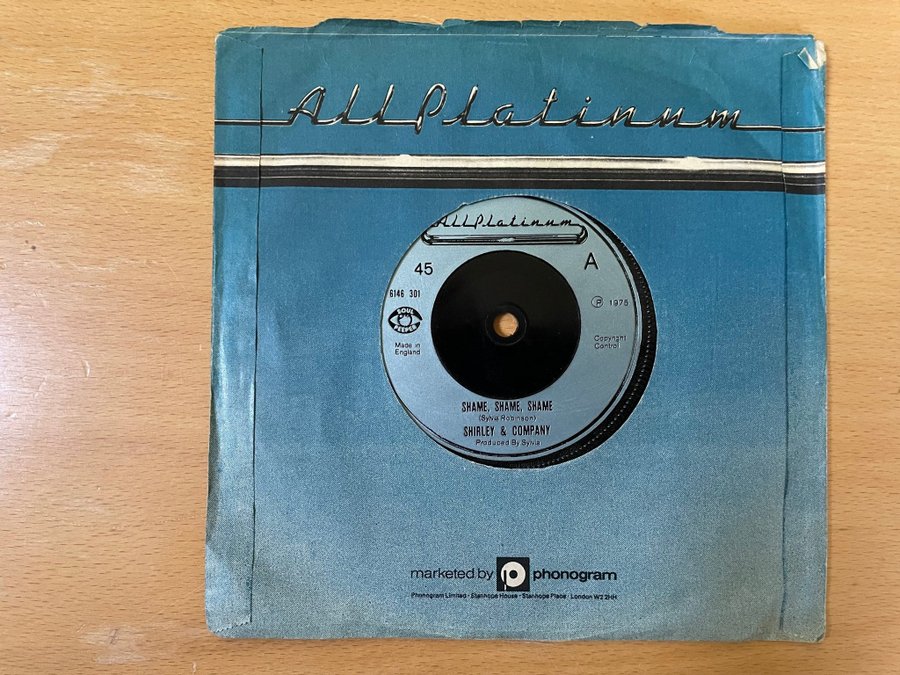 All Platinum
All Platinum
45
A
6146 301
℗ 1975
SOUL
PEEPER
Made in
England
Copyright
Control
SHAME, SHAME, SHAME
(Sylvia Robinson)
SHIRLEY & COMPANY
Produced By Sylvia
marketed by p phonogram
Phonogram Limited · Stanhope House · Stanhope Place · London W2 2HH